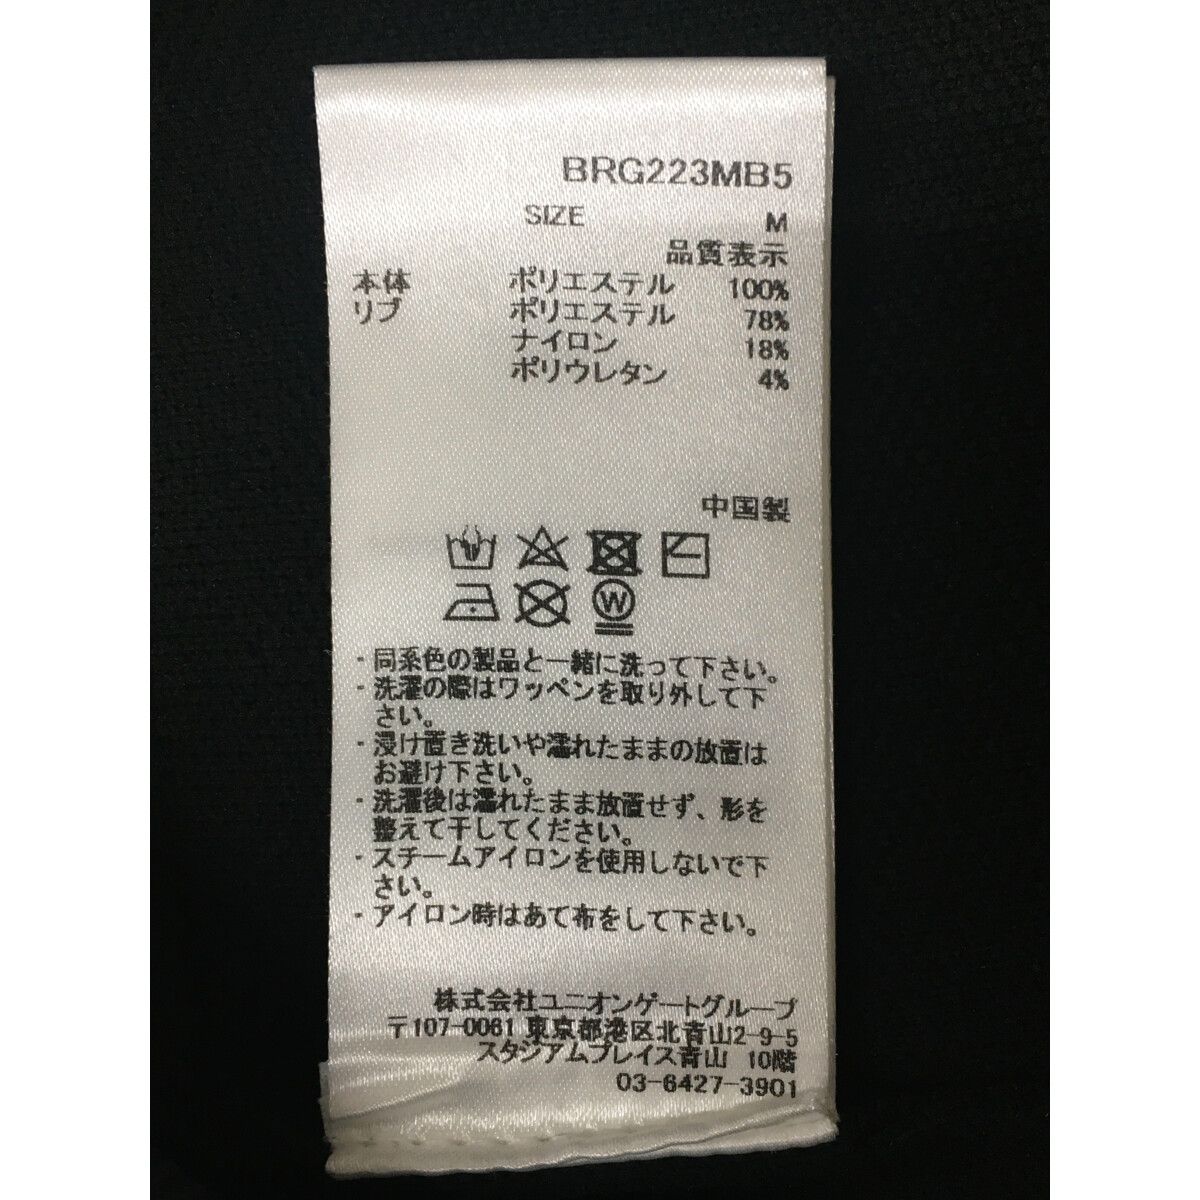 BRG223MB5
SIZE M
品質表示
本体 ポリエステル 100%
リブ ポリエステル 78%
ナイロン 18%
ポリウレタン 4%
中国製
W
・同系色の製品と一緒に洗って下さい。
・洗濯の際はワッペンを取り外して下
さい。
・浸け置き洗いや濡れたままの放置は
お避け下さい。
・洗濯後は濡れたまま放置せず、形を
整えて干してください。
・スチームアイロンを使用しないで下
さい。
・アイロン時はあて布をして下さい。
株式会社ユニオンゲートグループ
〒107-0061 東京都港区北青山2-9-5
スタジアムプレイス青山 10階
03-6427-3901